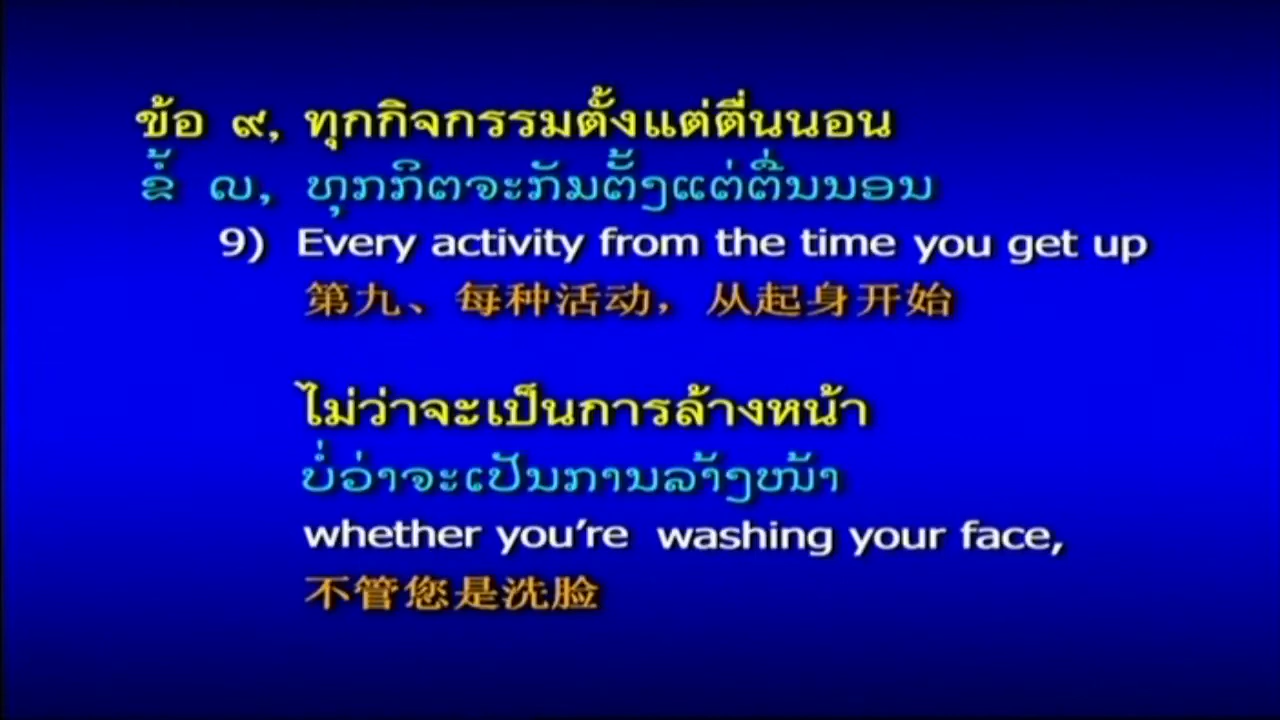 ข้อ ๙, ทุกกิจกรรมตั้งแต่ตื่นนอน
ຂໍ້ ໙, ທຸກກິຕຈະກັມຕັ້ງແຕ່ຕື່ນນອນ
9) Every activity from the time you get up
第九、每种活动，从起身开始
ไม่ว่าจะเป็นการล้างหน้า
ບໍ່ວ່າຈະເປັນການລ້າງໜ້າ
whether you’re washing your face,
不管您是洗脸